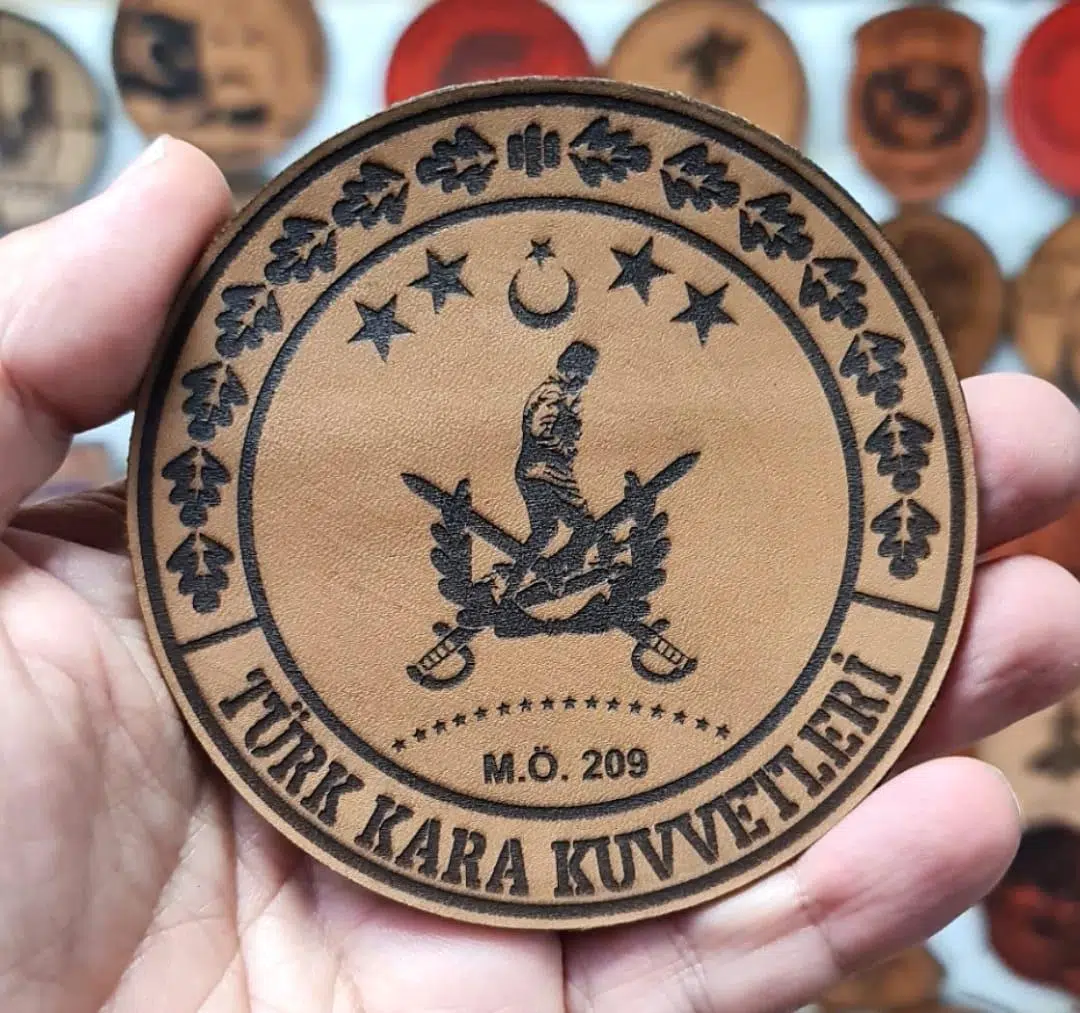 M.Ö. 209
TÜRK KARA KUVVETLERİ